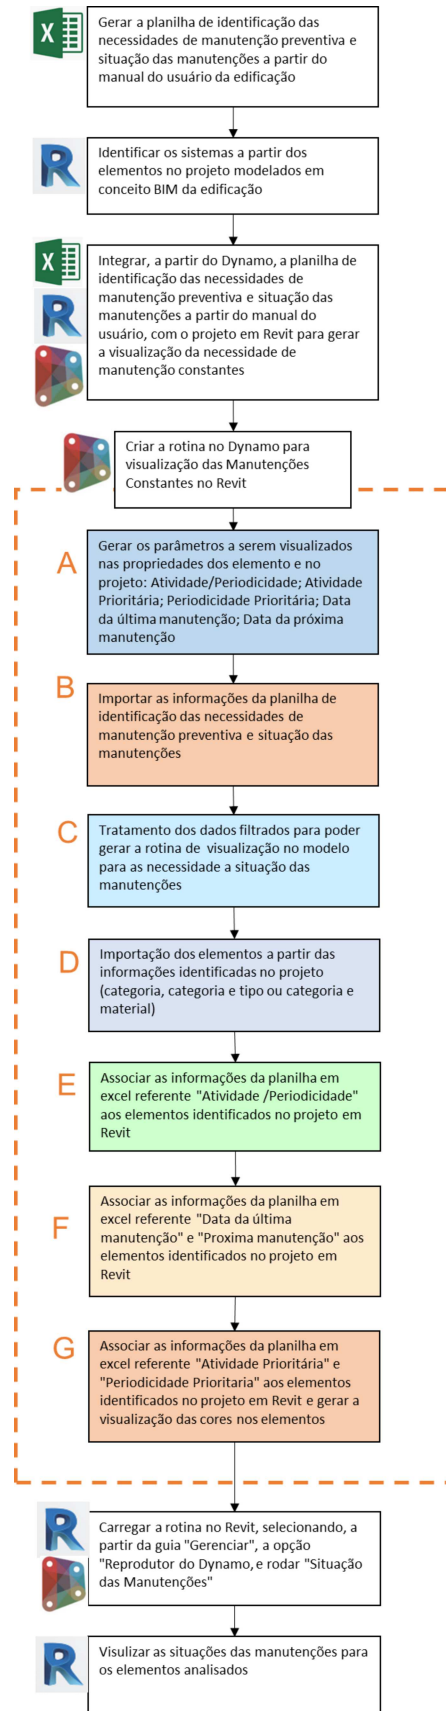 Gerar a planilha de identificação das
necessidades de manutenção preventiva e
situação das manutenções a partir do
manual do usuário da edificação
Identificar os sistemas a partir dos
elementos no projeto modelados em
conceito BIM da edificação
Integrar, a partir do Dynamo, a planilha de
identificação das necessidades de
manutenção preventiva e situação das
manutenções a partir do manual do
usuário, com o projeto em Revit para gerar
a visualização da necessidade de
manutenção constantes
Criar a rotina no Dynamo para
visualização das Manutenções
Constantes no Revit
A
Gerar os parâmetros a serem visualizados
nas propriedades dos elemento e no
projeto: Atividade/Periodicidade; Atividade
Prioritária; Periodicidade Prioritária; Data
da última manutenção; Data da próxima
manutenção
B
Importar as informações da planilha de
identificação das necessidades de
manutenção preventiva e situação das
manutenções
C
Tratamento dos dados filtrados para poder
gerar a rotina de visualização no modelo
para as necessidade a situação das
manutenções
D
Importação dos elementos a partir das
informações identificadas no projeto
(categoria, categoria e tipo ou categoria e
material)
E
Associar as informações da planilha em
excel referente "Atividade /Periodicidade"
aos elementos identificados no projeto em
Revit
F
Associar as informações da planilha em
excel referente "Data da última
manutenção" e "Proxima manutenção" aos
elementos identificados no projeto em
Revit
G
Associar as informações da planilha em
excel referente "Atividade Prioritária" e
"Periodicidade Prioritaria" aos elementos
identificados no projeto em Revit e gerar a
visualização das cores nos elementos
Carregar a rotina no Revit, selecionando, a
partir da guia "Gerenciar", a opção
"Reprodutor do Dynamo, e rodar "Situação
das Manutenções"
Visulizar as situações das manutenções para
os elementos analisados